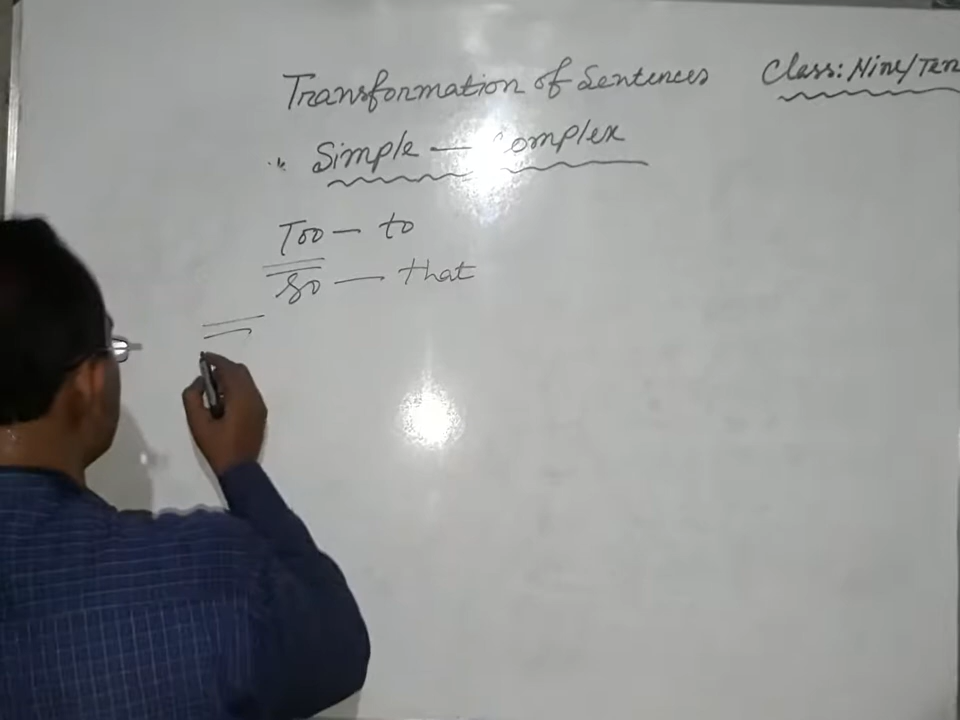 Transformation of Sentences
Class: Nine/Ten
Simple — Complex
Too — to
So — that